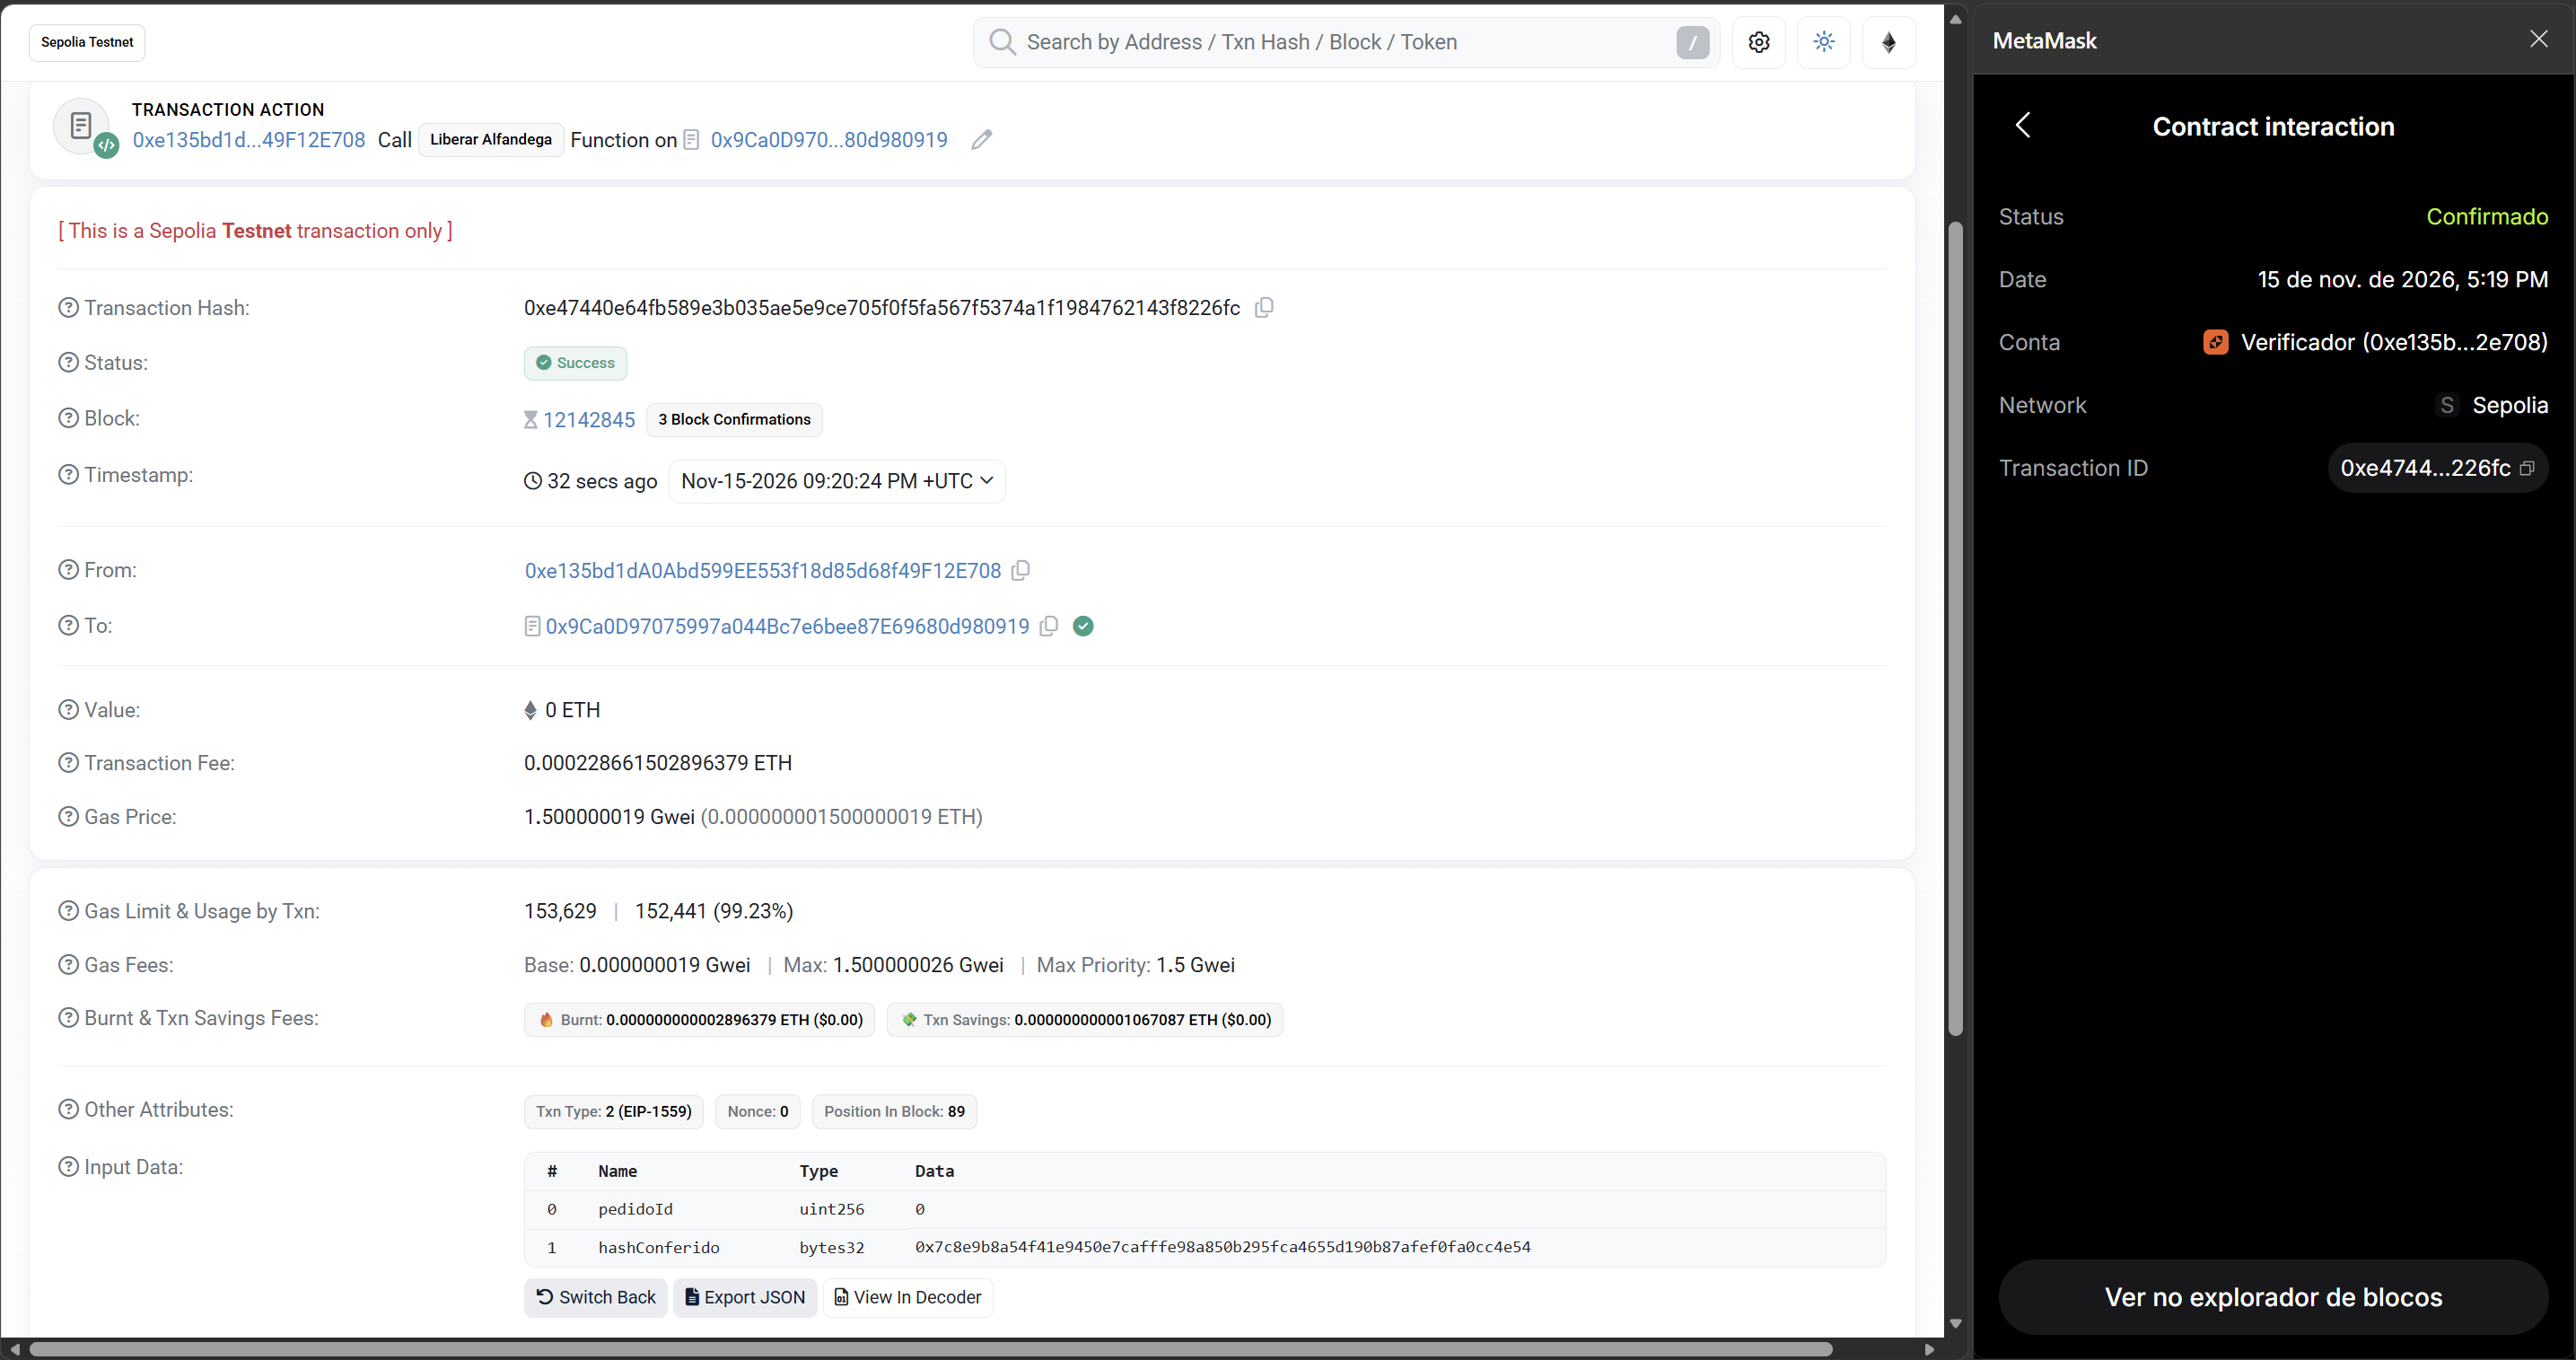 Sepolia Testnet
Search by Address / Txn Hash / Block / Token
/
TRANSACTION ACTION
0xe135bd1d...49F12E708 Call Liberar Alfandega Function on 0x9Ca0D970...80d980919
[ This is a Sepolia Testnet transaction only ]
Transaction Hash: 0xe47440e64fb589e3b035ae5e9ce705f0f5fa567f5374a1f1984762143f8226fc
Status: Success
Block: 12142845 3 Block Confirmations
Timestamp: 32 secs ago Nov-15-2026 09:20:24 PM +UTC
From: 0xe135bd1dA0Abd599EE553f18d85d68f49F12E708
To: 0x9Ca0D97075997a044Bc7e6bee87E69680d980919
Value: 0 ETH
Transaction Fee: 0.000228661502896379 ETH
Gas Price: 1.500000019 Gwei (0.000000001500000019 ETH)
Gas Limit & Usage by Txn: 153,629 | 152,441 (99.23%)
Gas Fees: Base: 0.000000019 Gwei | Max: 1.500000026 Gwei | Max Priority: 1.5 Gwei
Burnt & Txn Savings Fees: Burnt: 0.000000000002896379 ETH ($0.00) Txn Savings: 0.000000000001067087 ETH ($0.00)
Other Attributes: Txn Type: 2 (EIP-1559) Nonce: 0 Position In Block: 89
Input Data:
# Name Type Data
0 pedidoId uint256 0
1 hashConferido bytes32 0x7c8e9b8a54f41e9450e7cafffe98a850b295fca4655d190b87afef0fa0cc4e54
Switch Back Export JSON View In Decoder
MetaMask
Contract interaction
Status Confirmado
Date 15 de nov. de 2026, 5:19 PM
Conta Verificador (0xe135b...2e708)
Network S Sepolia
Transaction ID 0xe4744...226fc
Ver no explorador de blocos